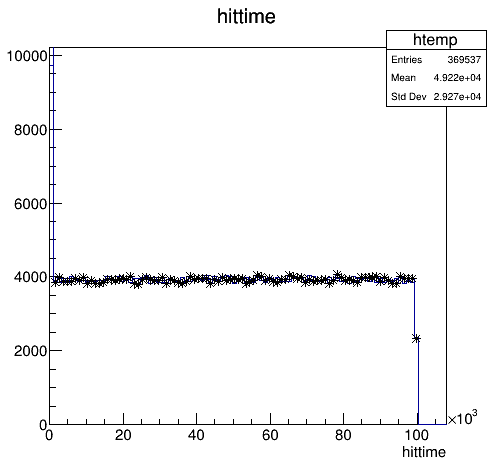 hittime
htemp
Entries 369537
Mean 4.922e+04
Std Dev 2.927e+04
10000
8000
6000
4000
2000
0
0 20 40 60 80 100 ×10³
hittime